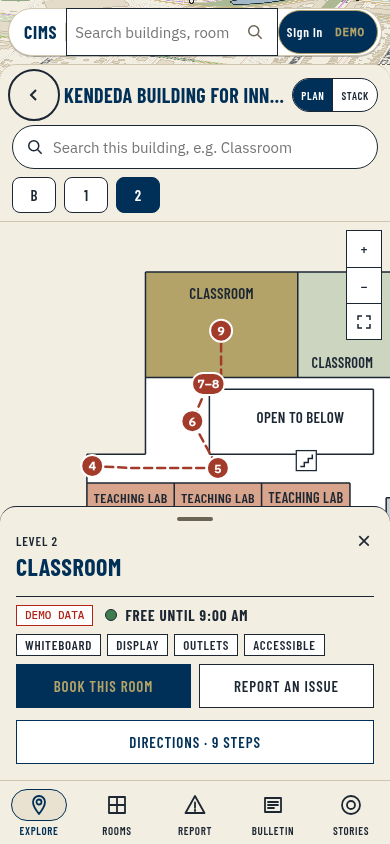 CIMS
Search buildings, room
Sign In DEMO
KENDEDA BUILDING FOR INN...
PLAN STACK
Search this building, e.g. Classroom
B 1 2
+
−
CLASSROOM
9
CLASSROOM
7–8
6
OPEN TO BELOW
4
5
TEACHING LAB TEACHING LAB TEACHING LAB
LEVEL 2
CLASSROOM
DEMO DATA FREE UNTIL 9:00 AM
WHITEBOARD DISPLAY OUTLETS ACCESSIBLE
BOOK THIS ROOM REPORT AN ISSUE
DIRECTIONS · 9 STEPS
EXPLORE ROOMS REPORT BULLETIN STORIES